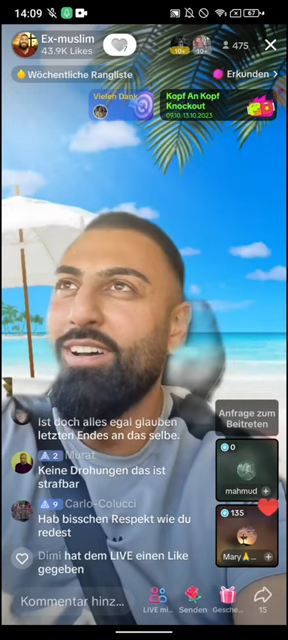 14:09
67
Ex-muslim
43.9K Likes
10+
10+
475
Wöchentliche Rangliste
Erkunden
Vielen Dank
Kopf An Kopf
Knockout
09.10-13.10.2023
Ist doch alles egal glauben
letzten Endes an das selbe.
2 Murat
Keine Drohungen das ist
strafbar
9 Carlo-Colucci
Hab bisschen Respekt wie du
redest
Dimi hat dem LIVE einen Like
gegeben
Anfrage zum
Beitreten
0
mahmud
135
Mary🙏...
Kommentar hinz...
LIVE mi...
Senden
Gesche...
15